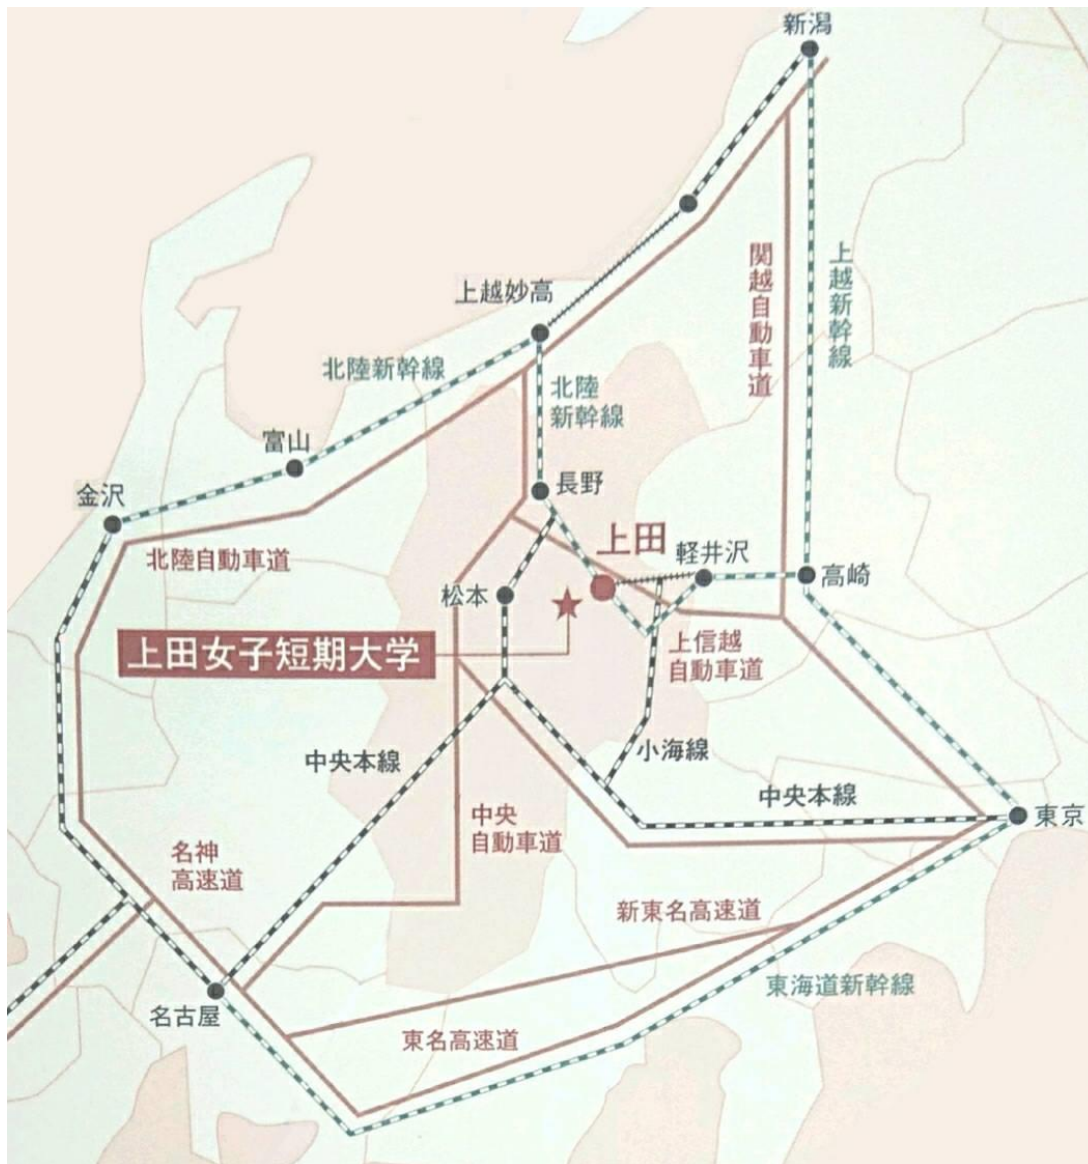 新潟
関越自動車道
上越新幹線
上越妙高
北陸新幹線
北陸
新幹線
富山
長野
金沢
上田
軽井沢
高崎
北陸自動車道
松本
上田女子短期大学
上信越
自動車道
小海線
中央本線
中央本線
東京
中央
自動車道
名神
高速道
新東名高速道
東海道新幹線
名古屋
東名高速道